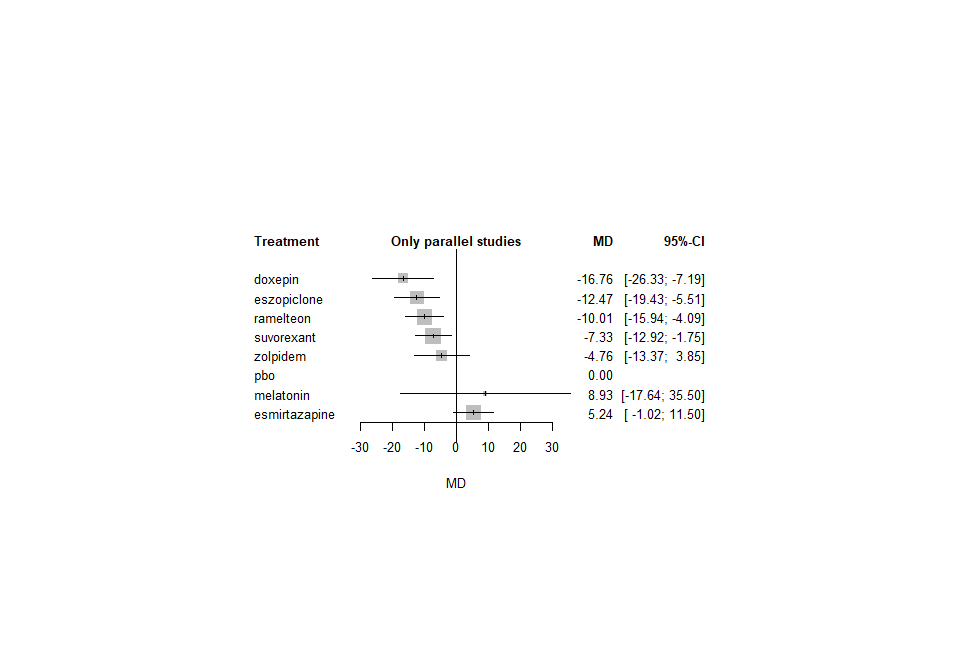 Treatment Only parallel studies MD 95%-CI
doxepin -16.76 [-26.33; -7.19]
eszopiclone -12.47 [-19.43; -5.51]
ramelteon -10.01 [-15.94; -4.09]
suvorexant -7.33 [-12.92; -1.75]
zolpidem -4.76 [-13.37; 3.85]
pbo 0.00
melatonin 8.93 [-17.64; 35.50]
esmirtazapine 5.24 [ -1.02; 11.50]
-30 -20 -10 0 10 20 30
MD